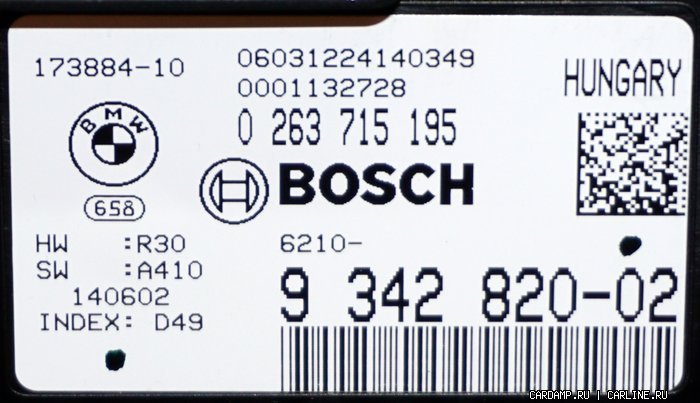 173884-10
06031224140349
0001132728
HUNGARY
0 263 715 195
BMW
BOSCH
658
HW :R30
6210-
SW :A410
140602
9 342 820-02
INDEX: D49
CARDAMP.RU | CARLINE.RU